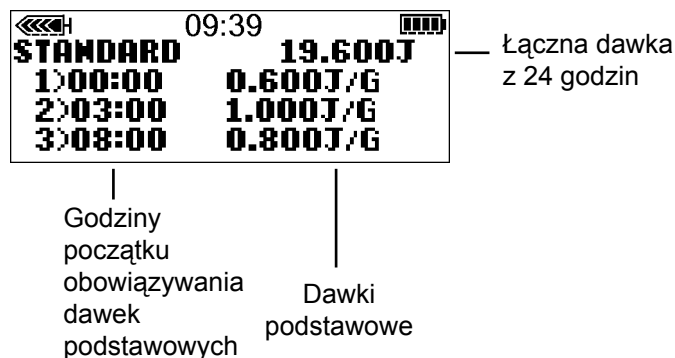 09:39
STANDARD 19.600J
1)00:00 0.600J/G
2)03:00 1.000J/G
3)08:00 0.800J/G
Łączna dawka
z 24 godzin
Godziny
początku
obowiązywania
dawek
podstawowych
Dawki
podstawowe